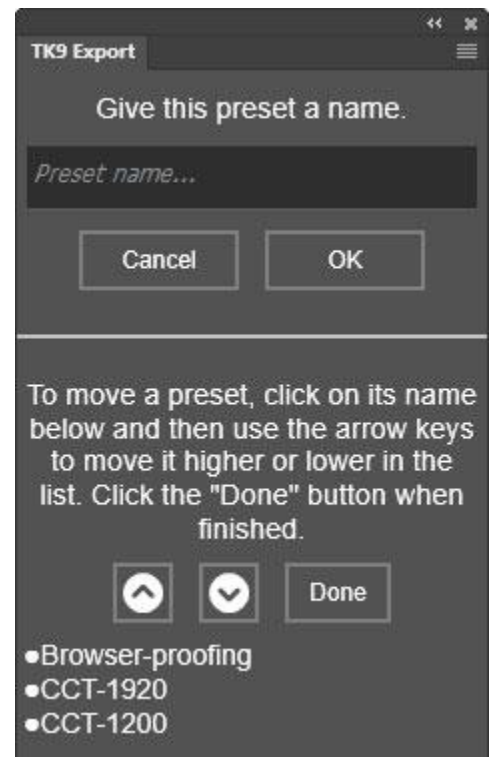 TK9 Export
Give this preset a name.
Preset name...
Cancel OK
To move a preset, click on its name
below and then use the arrow keys
to move it higher or lower in the
list. Click the "Done" button when
finished.
Done
●Browser-proofing
●CCT-1920
●CCT-1200